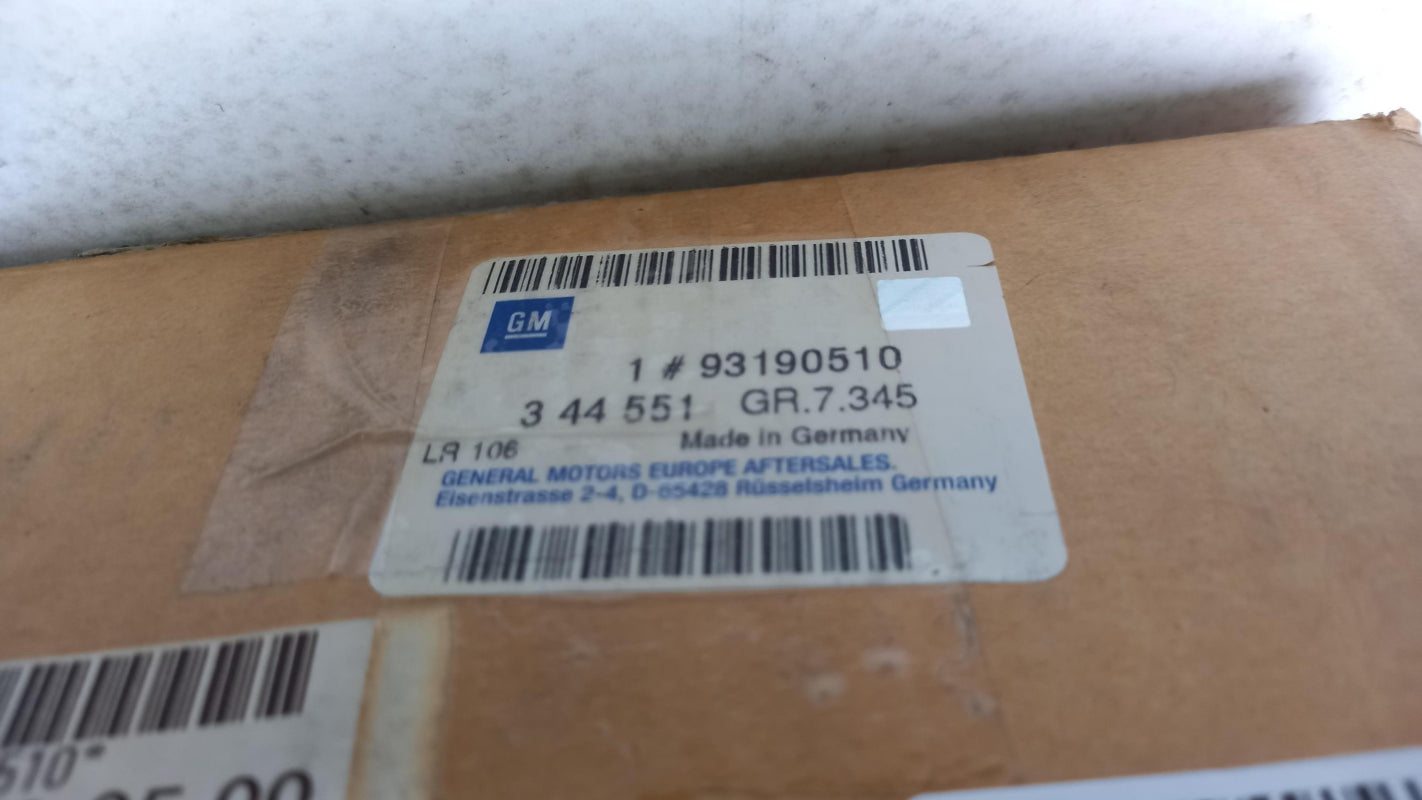 GM
1 # 93190510
3 44 551 GR.7.345
LR 106 Made in Germany
GENERAL MOTORS EUROPE AFTERSALES.
Eisenstrasse 2-4, D-65428 Rüsselsheim Germany
510*